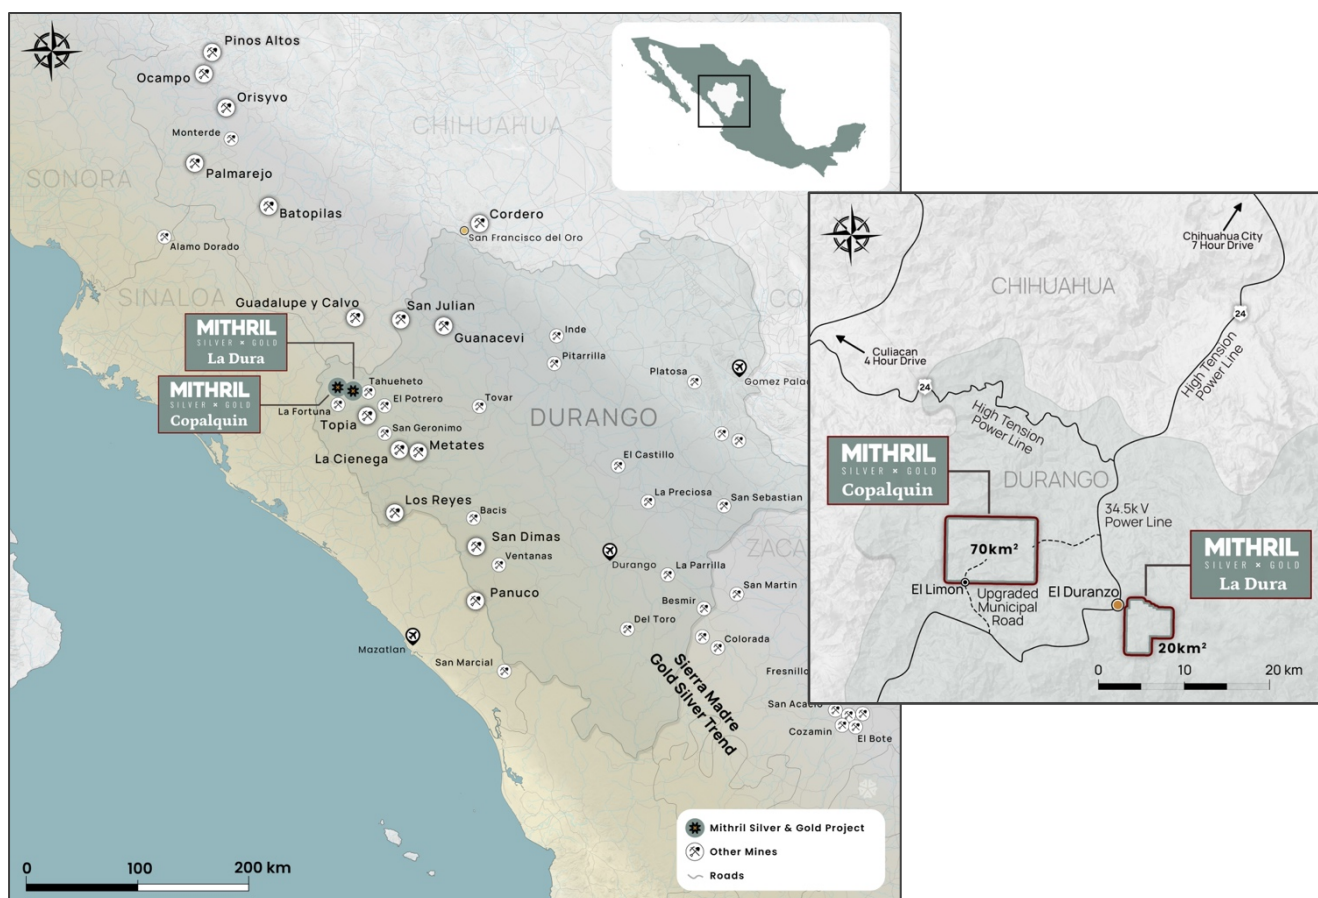 Pinos Altos
Ocampo
Orisyvo
Monterde
CHIHUAHUA
SONORA
Palmarejo
Batopilas
Cordero
San Francisco del Oro
Alamo Dorado
SINALOA
Guadalupe y Calvo
San Julian
Guanacevi
Inde
Pitarrilla
MITHRIL
SILVER × GOLD
La Dura
MITHRIL
SILVER × GOLD
Copalquin
Tahueheto
La Fortuna
El Potrero
Topia
San Geronimo
Tovar
Platosa
Gomez Palac
DURANGO
La Cienega
Metates
El Castillo
Los Reyes
Bacis
La Preciosa
San Sebastian
San Dimas
Ventanas
Durango
La Parrilla
ZACA
San Martin
Panuco
Besmir
Del Toro
Colorada
Mazatlan
San Marcial
Sierra Madre
Gold Silver Trend
Fresnillo
San Acacio
Cozamin
El Bote
0 100 200 km
Mithril Silver & Gold Project
Other Mines
Roads
Chihuahua City
7 Hour Drive
CHIHUAHUA
24
Culiacan
4 Hour Drive
24
High Tension
Power Line
High Tension
Power Line
MITHRIL
SILVER × GOLD
Copalquin
DURANGO
34.5k V
Power Line
70km²
MITHRIL
SILVER × GOLD
La Dura
El Limon
Upgraded
Municipal
Road
El Duranzo
20km²
0 10 20 km